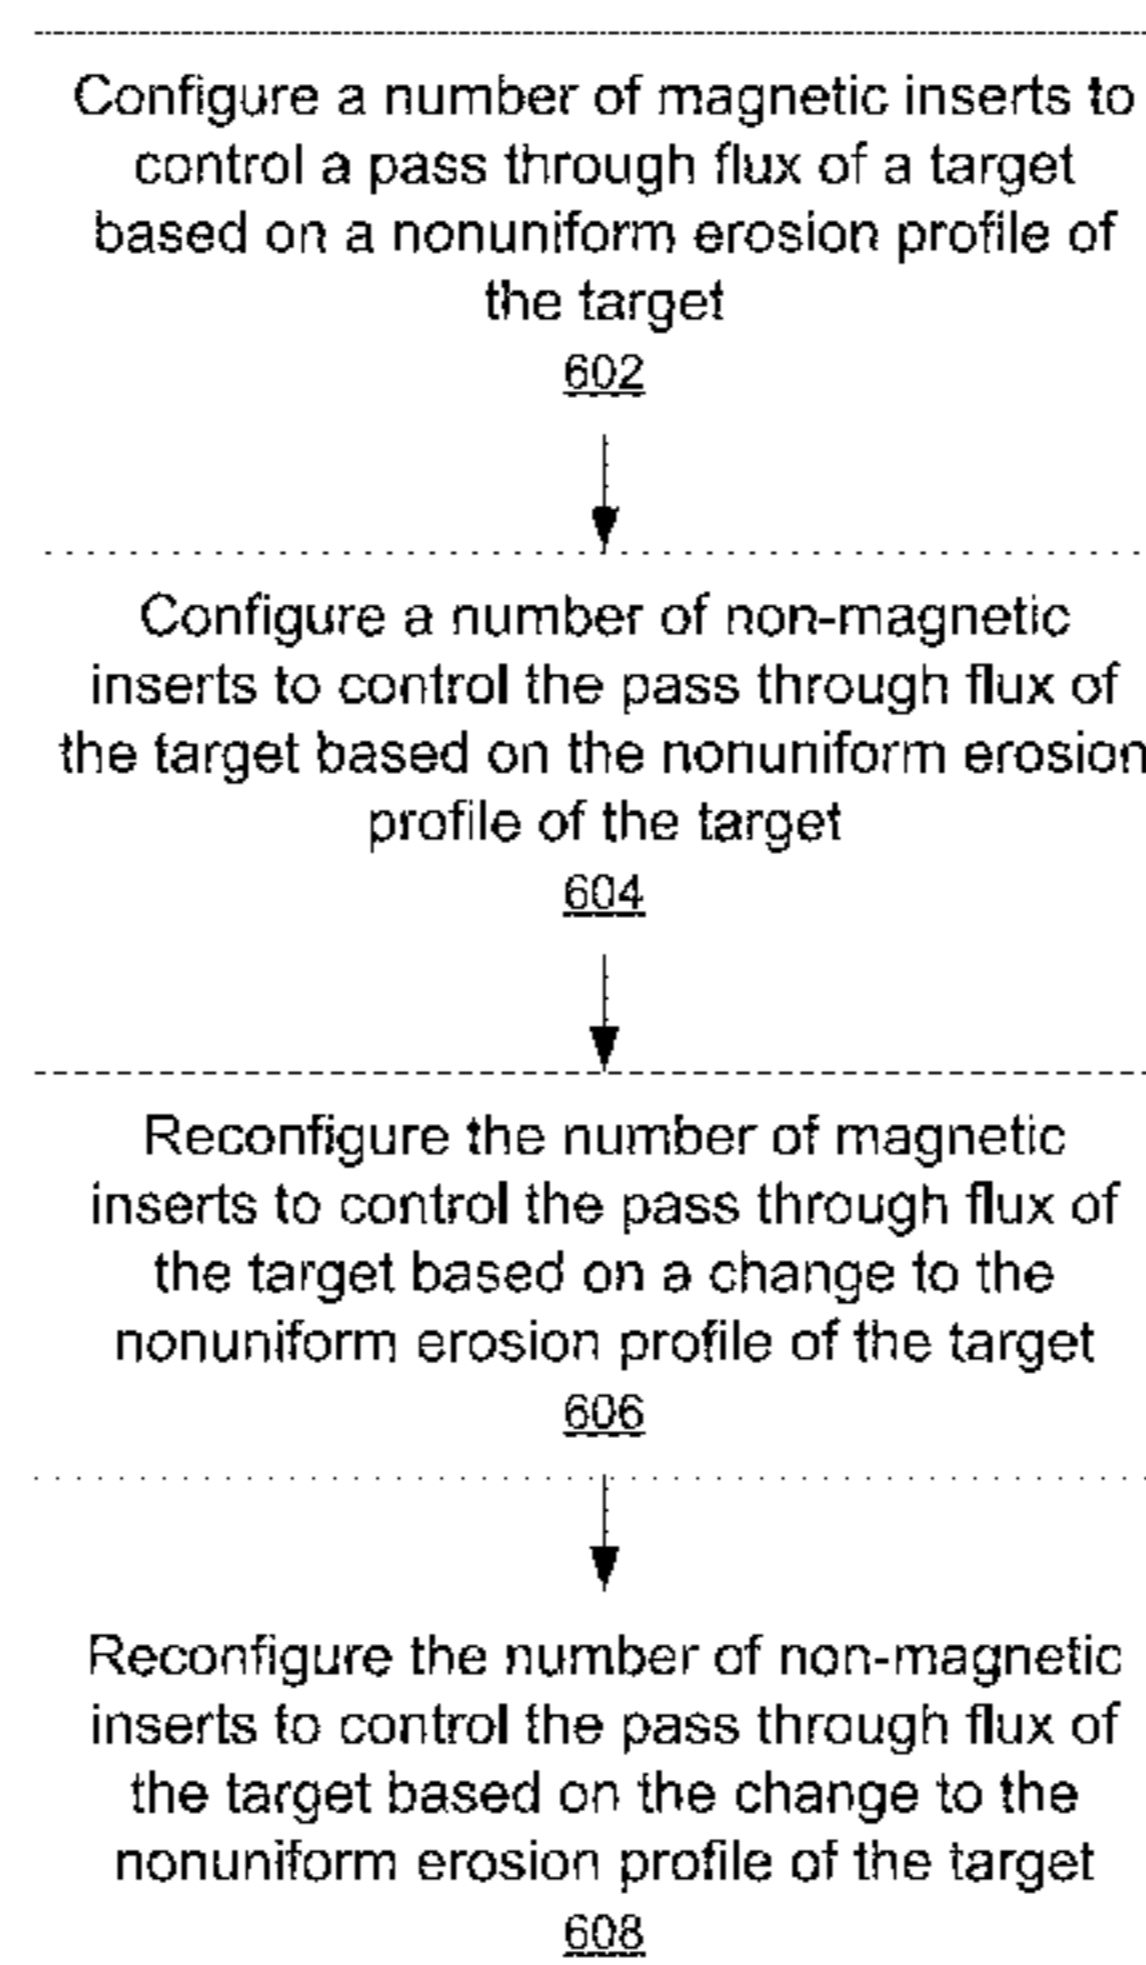 Configure a number of magnetic inserts to
control a pass through flux of a target
based on a nonuniform erosion profile of
the target
602
Configure a number of non-magnetic
inserts to control the pass through flux of
the target based on the nonuniform erosion
profile of the target
604
Reconfigure the number of magnetic
inserts to control the pass through flux of
the target based on a change to the
nonuniform erosion profile of the target
606
Reconfigure the number of non-magnetic
inserts to control the pass through flux of
the target based on the change to the
nonuniform erosion profile of the target
608